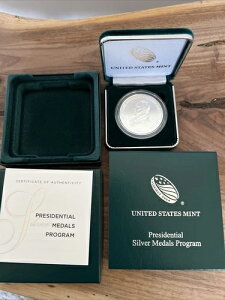 UNITED STATES MINT
CERTIFICATE OF AUTHENTICITY
PRESIDENTIAL
MEDALS
PROGRAM
UNITED STATES MINT
Presidential
Silver Medals Program